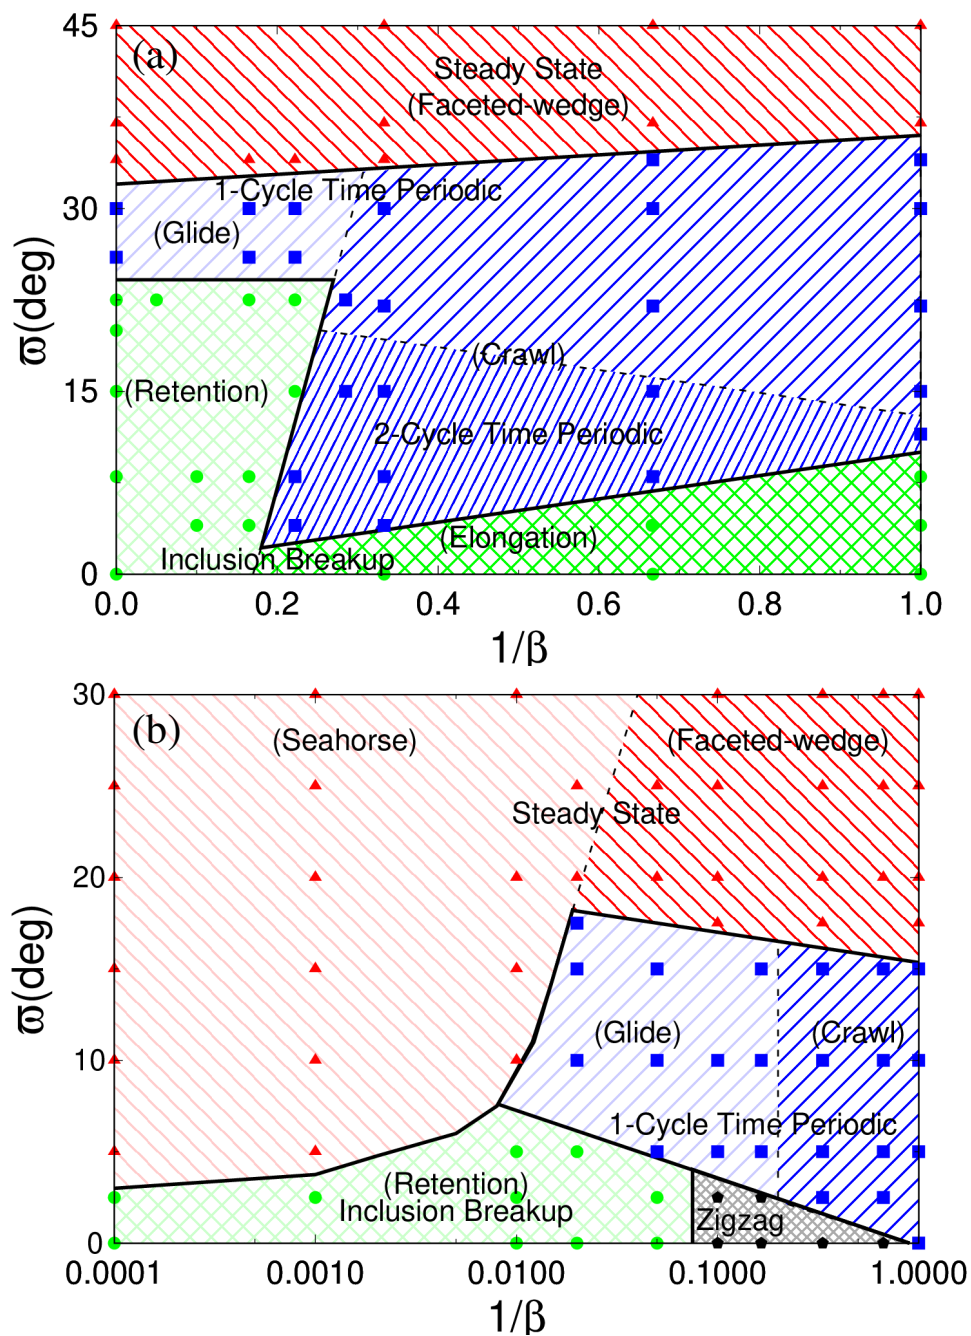 45
(a)
Steady State
(Faceted-wedge)
30
1-Cycle Time Periodic
(Glide)
ϖ(deg)
(Crawl)
15
(Retention)
2-Cycle Time Periodic
(Elongation)
Inclusion Breakup
0
0.0 0.2 0.4 0.6 0.8 1.0
1/β
30
(b)
(Seahorse)
(Faceted-wedge)
Steady State
20
ϖ(deg)
10
(Glide)
(Crawl)
1-Cycle Time Periodic
(Retention)
Inclusion Breakup
Zigzag
0
0.0001 0.0010 0.0100 0.1000 1.0000
1/β